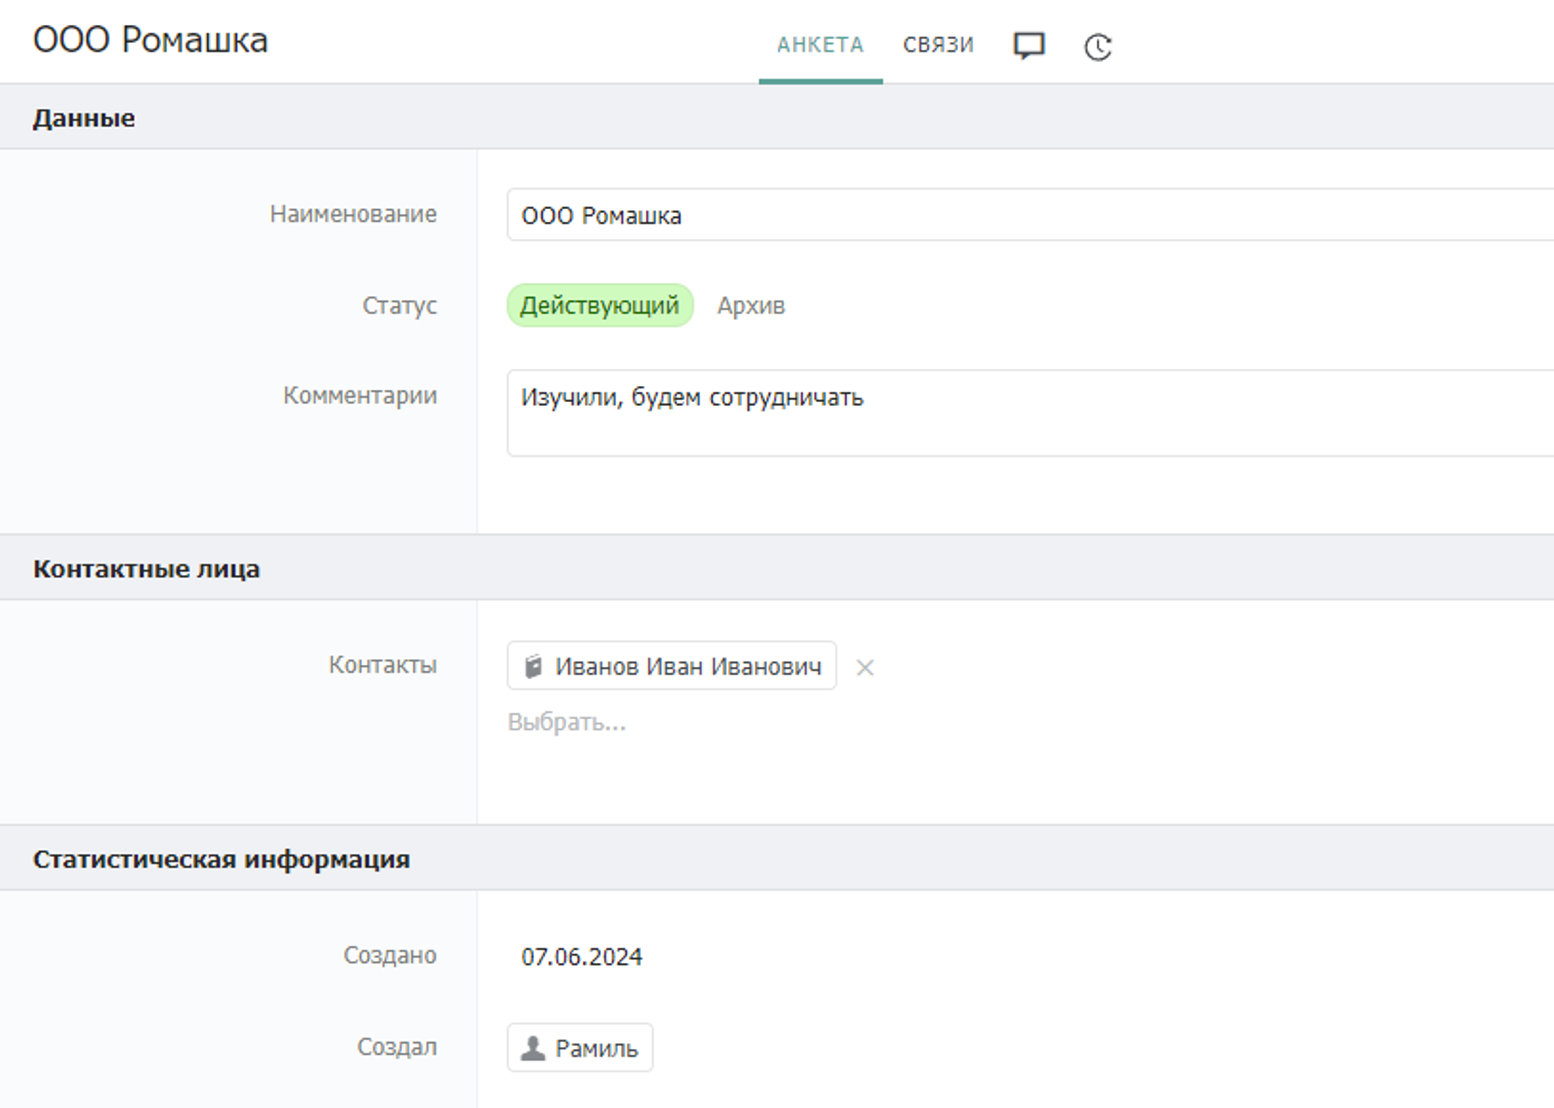 ООО Ромашка
АНКЕТА СВЯЗИ
Данные
Наименование ООО Ромашка
Статус Действующий Архив
Комментарии Изучили, будем сотрудничать
Контактные лица
Контакты Иванов Иван Иванович
Выбрать...
Статистическая информация
Создано 07.06.2024
Создал Рамиль